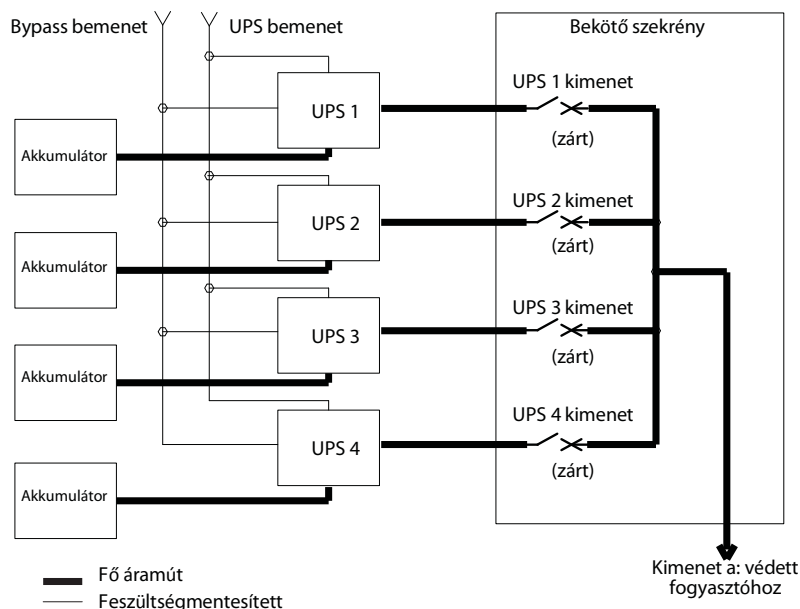 Bypass bemenet
UPS bemenet
Bekötő szekrény
UPS 1
UPS 1 kimenet
(zárt)
Akkumulátor
UPS 2
UPS 2 kimenet
(zárt)
Akkumulátor
UPS 3
UPS 3 kimenet
(zárt)
Akkumulátor
UPS 4
UPS 4 kimenet
(zárt)
Akkumulátor
Fő áramút
Feszültségmentesített
Kimenet a: védett
fogyasztóhoz